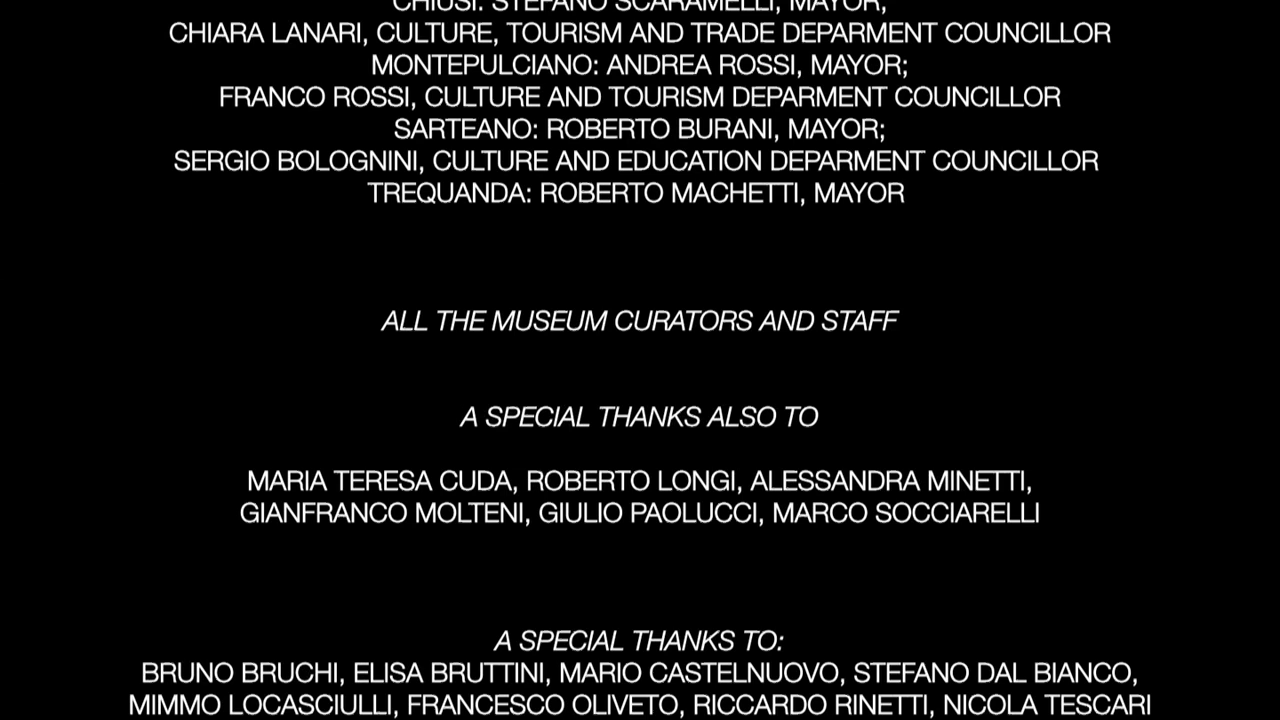 CHIUSI: STEFANO SCARAMELLI, MAYOR;
CHIARA LANARI, CULTURE, TOURISM AND TRADE DEPARMENT COUNCILLOR
MONTEPULCIANO: ANDREA ROSSI, MAYOR;
FRANCO ROSSI, CULTURE AND TOURISM DEPARMENT COUNCILLOR
SARTEANO: ROBERTO BURANI, MAYOR;
SERGIO BOLOGNINI, CULTURE AND EDUCATION DEPARMENT COUNCILLOR
TREQUANDA: ROBERTO MACHETTI, MAYOR
ALL THE MUSEUM CURATORS AND STAFF
A SPECIAL THANKS ALSO TO
MARIA TERESA CUDA, ROBERTO LONGI, ALESSANDRA MINETTI,
GIANFRANCO MOLTENI, GIULIO PAOLUCCI, MARCO SOCCIARELLI
A SPECIAL THANKS TO:
BRUNO BRUCHI, ELISA BRUTTINI, MARIO CASTELNUOVO, STEFANO DAL BIANCO,
MIMMO LOCASCIULLI, FRANCESCO OLIVETO, RICCARDO RINETTI, NICOLA TESCARI